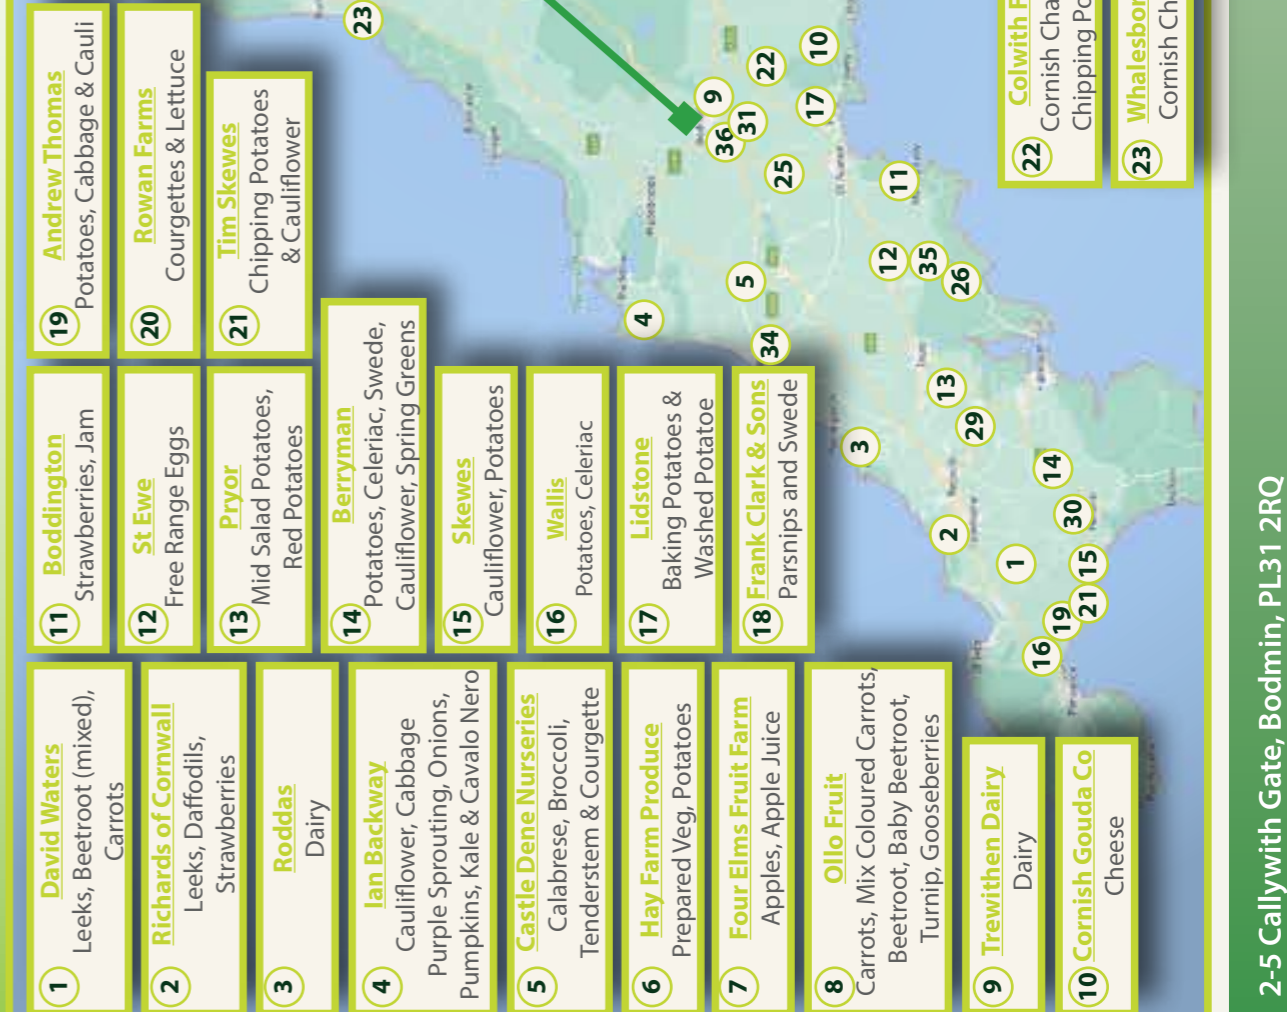 1 David Waters
Leeks, Beetroot (mixed),
Carrots
2 Richards of Cornwall
Leeks, Daffodils,
Strawberries
3 Roddas
Dairy
4 Ian Backway
Cauliflower, Cabbage
Purple Sprouting, Onions,
Pumpkins, Kale & Cavalo Nero
5 Castle Dene Nurseries
Calabrese, Broccoli,
Tenderstem & Courgette
6 Hay Farm Produce
Prepared Veg, Potatoes
7 Four Elms Fruit Farm
Apples, Apple Juice
8 Ollo Fruit
Carrots, Mix Coloured Carrots,
Beetroot, Baby Beetroot,
Turnip, Gooseberries
9 Trewithen Dairy
Dairy
10 Cornish Gouda Co
Cheese
11 Boddington
Strawberries, Jam
12 St Ewe
Free Range Eggs
13 Pryor
Mid Salad Potatoes,
Red Potatoes
14 Berryman
Potatoes, Celeriac, Swede,
Cauliflower, Spring Greens
15 Skewes
Cauliflower, Potatoes
16 Wallis
Potatoes, Celeriac
17 Lidstone
Baking Potatoes &
Washed Potatoe
18 Frank Clark & Sons
Parsnips and Swede
19 Andrew Thomas
Potatoes, Cabbage & Cauli
20 Rowan Farms
Courgettes & Lettuce
21 Tim Skewes
Chipping Potatoes
& Cauliflower
22 Colwith F
Cornish Cha
Chipping Po
23 Whalesbor
Cornish Ch
23
9
22
10
36
31
17
25
11
4
5
12
35
26
34
13
3
29
14
2
30
1
15
21
19
16
2-5 Callywith Gate, Bodmin, PL31 2RQ